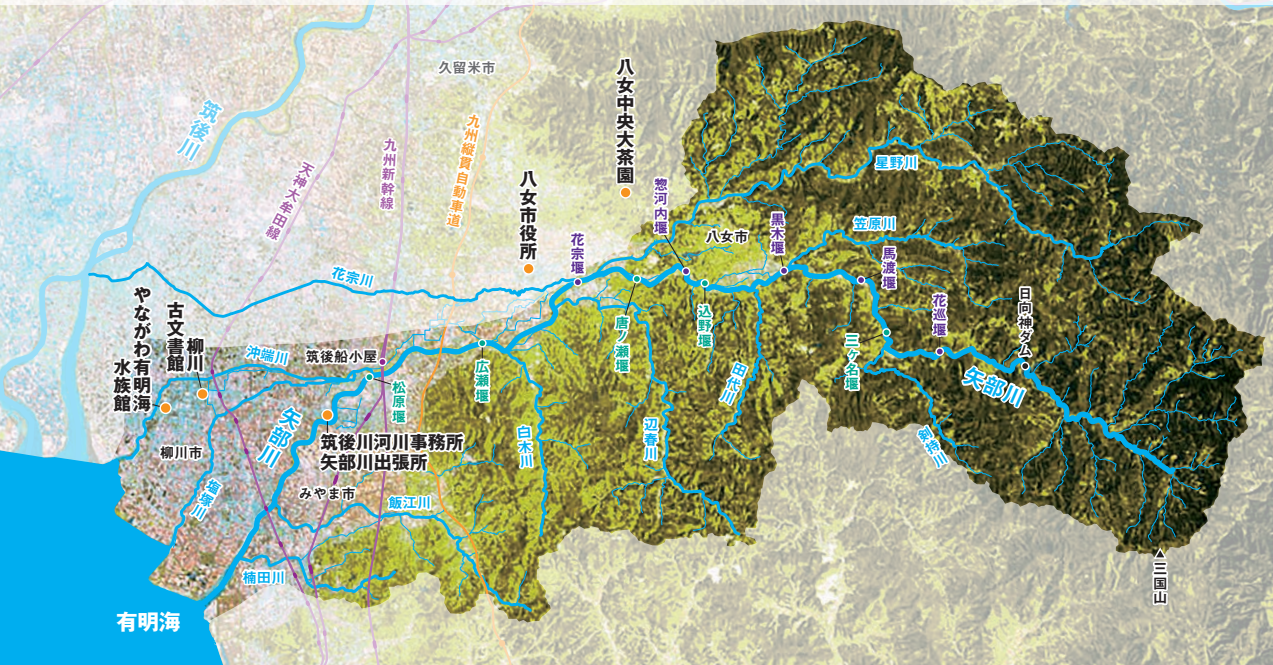 久留米市
筑後川
九州縦貫自動車道
九州新幹線
天神大牟田線
八女中央大茶園
八女市役所
惣河内堰
花宗堰
八女市
黒木堰
星野川
笠原川
馬渡堰
花巡堰
日向神ダム
花宗川
やながわ有明海
水族館
古文書館
柳川
沖端川
筑後船小屋
松原堰
広瀬堰
唐ノ瀬堰
込野堰
三ケ名堰
田代川
辺春川
白木川
剣持川
矢部川
矢部川
筑後川河川事務所
矢部川出張所
柳川市
塩塚川
みやま市
飯江川
楠田川
有明海
三国山